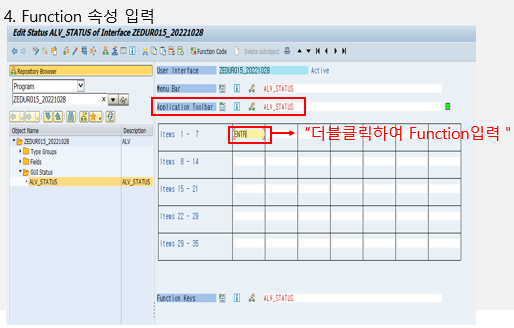 4. Function 속성 입력
Edit Status ALV_STATUS of Interface ZEDUR015_20221028
Function Code
Delete subobject
Repository Browser
Program
ZEDUR015_20221028
Object Name Description
ZEDUR015_20221028 ALV
Type Groups
Fields
GUI Status
ALV_STATUS ALV_STATUS
User Interface ZEDUR015_20221028 Active
Menu Bar ALV_STATUS
Application Toolbar ALV_STATUS
Items 1 - 7 ENTR
"더블클릭하여 Function입력 "
Items 8 - 14
Items 15 - 21
Items 22 - 28
Items 29 - 35
Function Keys ALV_STATUS